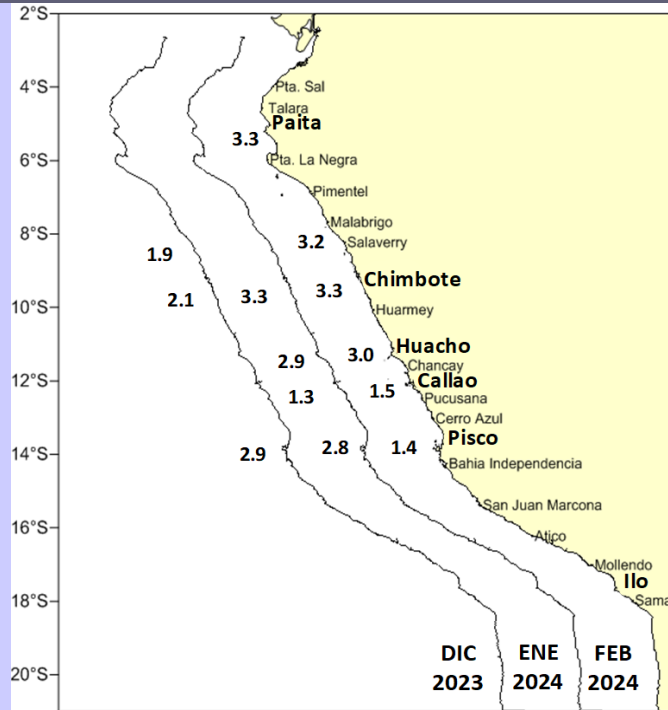 2°S
4°S
Pta. Sal
Talara
Paita
3.3
6°S
Pta. La Negra
Pimentel
Malabrigo
8°S
3.2
Salaverry
1.9
Chimbote
2.1
3.3
3.3
10°S
Huarmey
Huacho
3.0
2.9
Chancay
12°S
Callao
1.5
1.3
Pucusana
Cerro Azul
Pisco
14°S
2.9
2.8
1.4
Bahia Independencia
San Juan Marcona
16°S
Atico
Mollendo
Ilo
18°S
Sama
DIC
2023
ENE
2024
FEB
2024
20°S